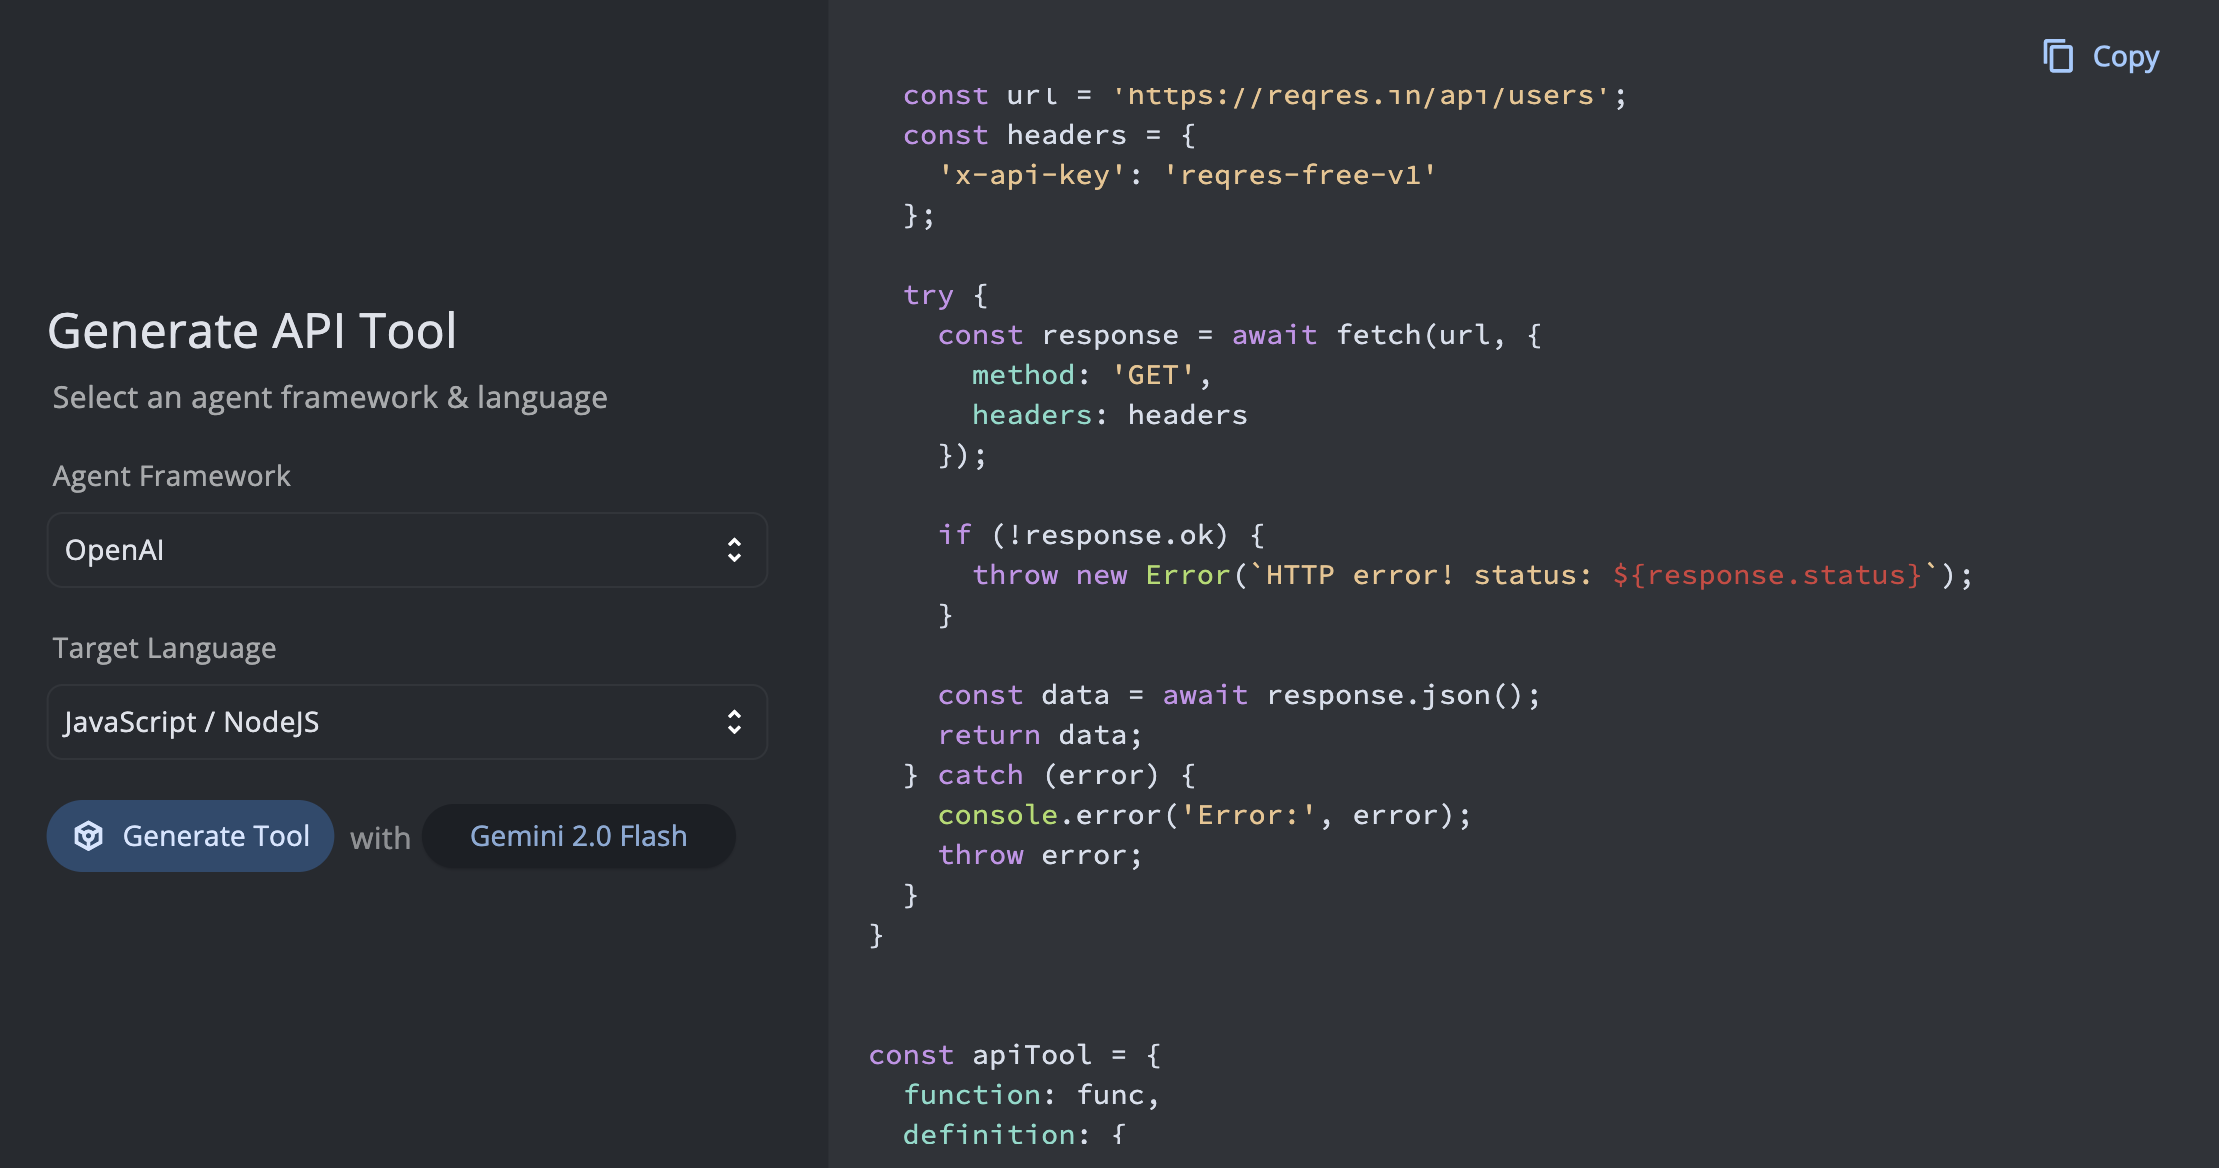 Generate API Tool
Select an agent framework & language
Agent Framework
OpenAI
Target Language
JavaScript / NodeJS
Generate Tool with Gemini 2.0 Flash
Copy
const url = 'https://reqres.in/api/users';
const headers = {
'x-api-key': 'reqres-free-v1'
};
try {
const response = await fetch(url, {
method: 'GET',
headers: headers
});
if (!response.ok) {
throw new Error(`HTTP error! status: ${response.status}`);
}
const data = await response.json();
return data;
} catch (error) {
console.error('Error:', error);
throw error;
}
}
const apiTool = {
function: func,
definition: {